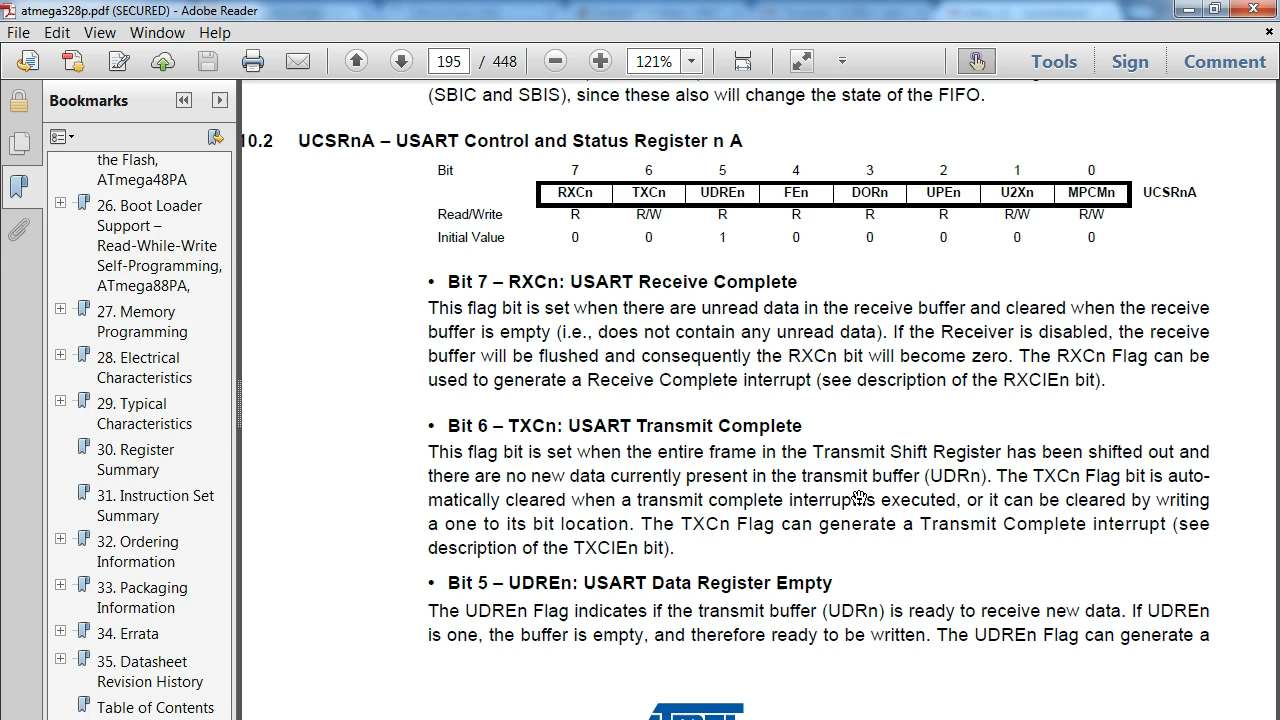 atmega328p.pdf (SECURED) - Adobe Reader
File Edit View Window Help
195 / 448 121% Tools Sign Comment
Bookmarks
the Flash,
ATmega48PA
26. Boot Loader
Support –
Read-While-Write
Self-Programming,
ATmega88PA,
27. Memory
Programming
28. Electrical
Characteristics
29. Typical
Characteristics
30. Register
Summary
31. Instruction Set
Summary
32. Ordering
Information
33. Packaging
Information
34. Errata
35. Datasheet
Revision History
Table of Contents
(SBIC and SBIS), since these also will change the state of the FIFO.
10.2 UCSRnA – USART Control and Status Register n A
Bit 7 6 5 4 3 2 1 0
RXCn TXCn UDREn FEn DORn UPEn U2Xn MPCMn UCSRnA
Read/Write R R/W R R R R R/W R/W
Initial Value 0 0 1 0 0 0 0 0
• Bit 7 – RXCn: USART Receive Complete
This flag bit is set when there are unread data in the receive buffer and cleared when the receive
buffer is empty (i.e., does not contain any unread data). If the Receiver is disabled, the receive
buffer will be flushed and consequently the RXCn bit will become zero. The RXCn Flag can be
used to generate a Receive Complete interrupt (see description of the RXCIEn bit).
• Bit 6 – TXCn: USART Transmit Complete
This flag bit is set when the entire frame in the Transmit Shift Register has been shifted out and
there are no new data currently present in the transmit buffer (UDRn). The TXCn Flag bit is auto-
matically cleared when a transmit complete interrupt is executed, or it can be cleared by writing
a one to its bit location. The TXCn Flag can generate a Transmit Complete interrupt (see
description of the TXCIEn bit).
• Bit 5 – UDREn: USART Data Register Empty
The UDREn Flag indicates if the transmit buffer (UDRn) is ready to receive new data. If UDREn
is one, the buffer is empty, and therefore ready to be written. The UDREn Flag can generate a